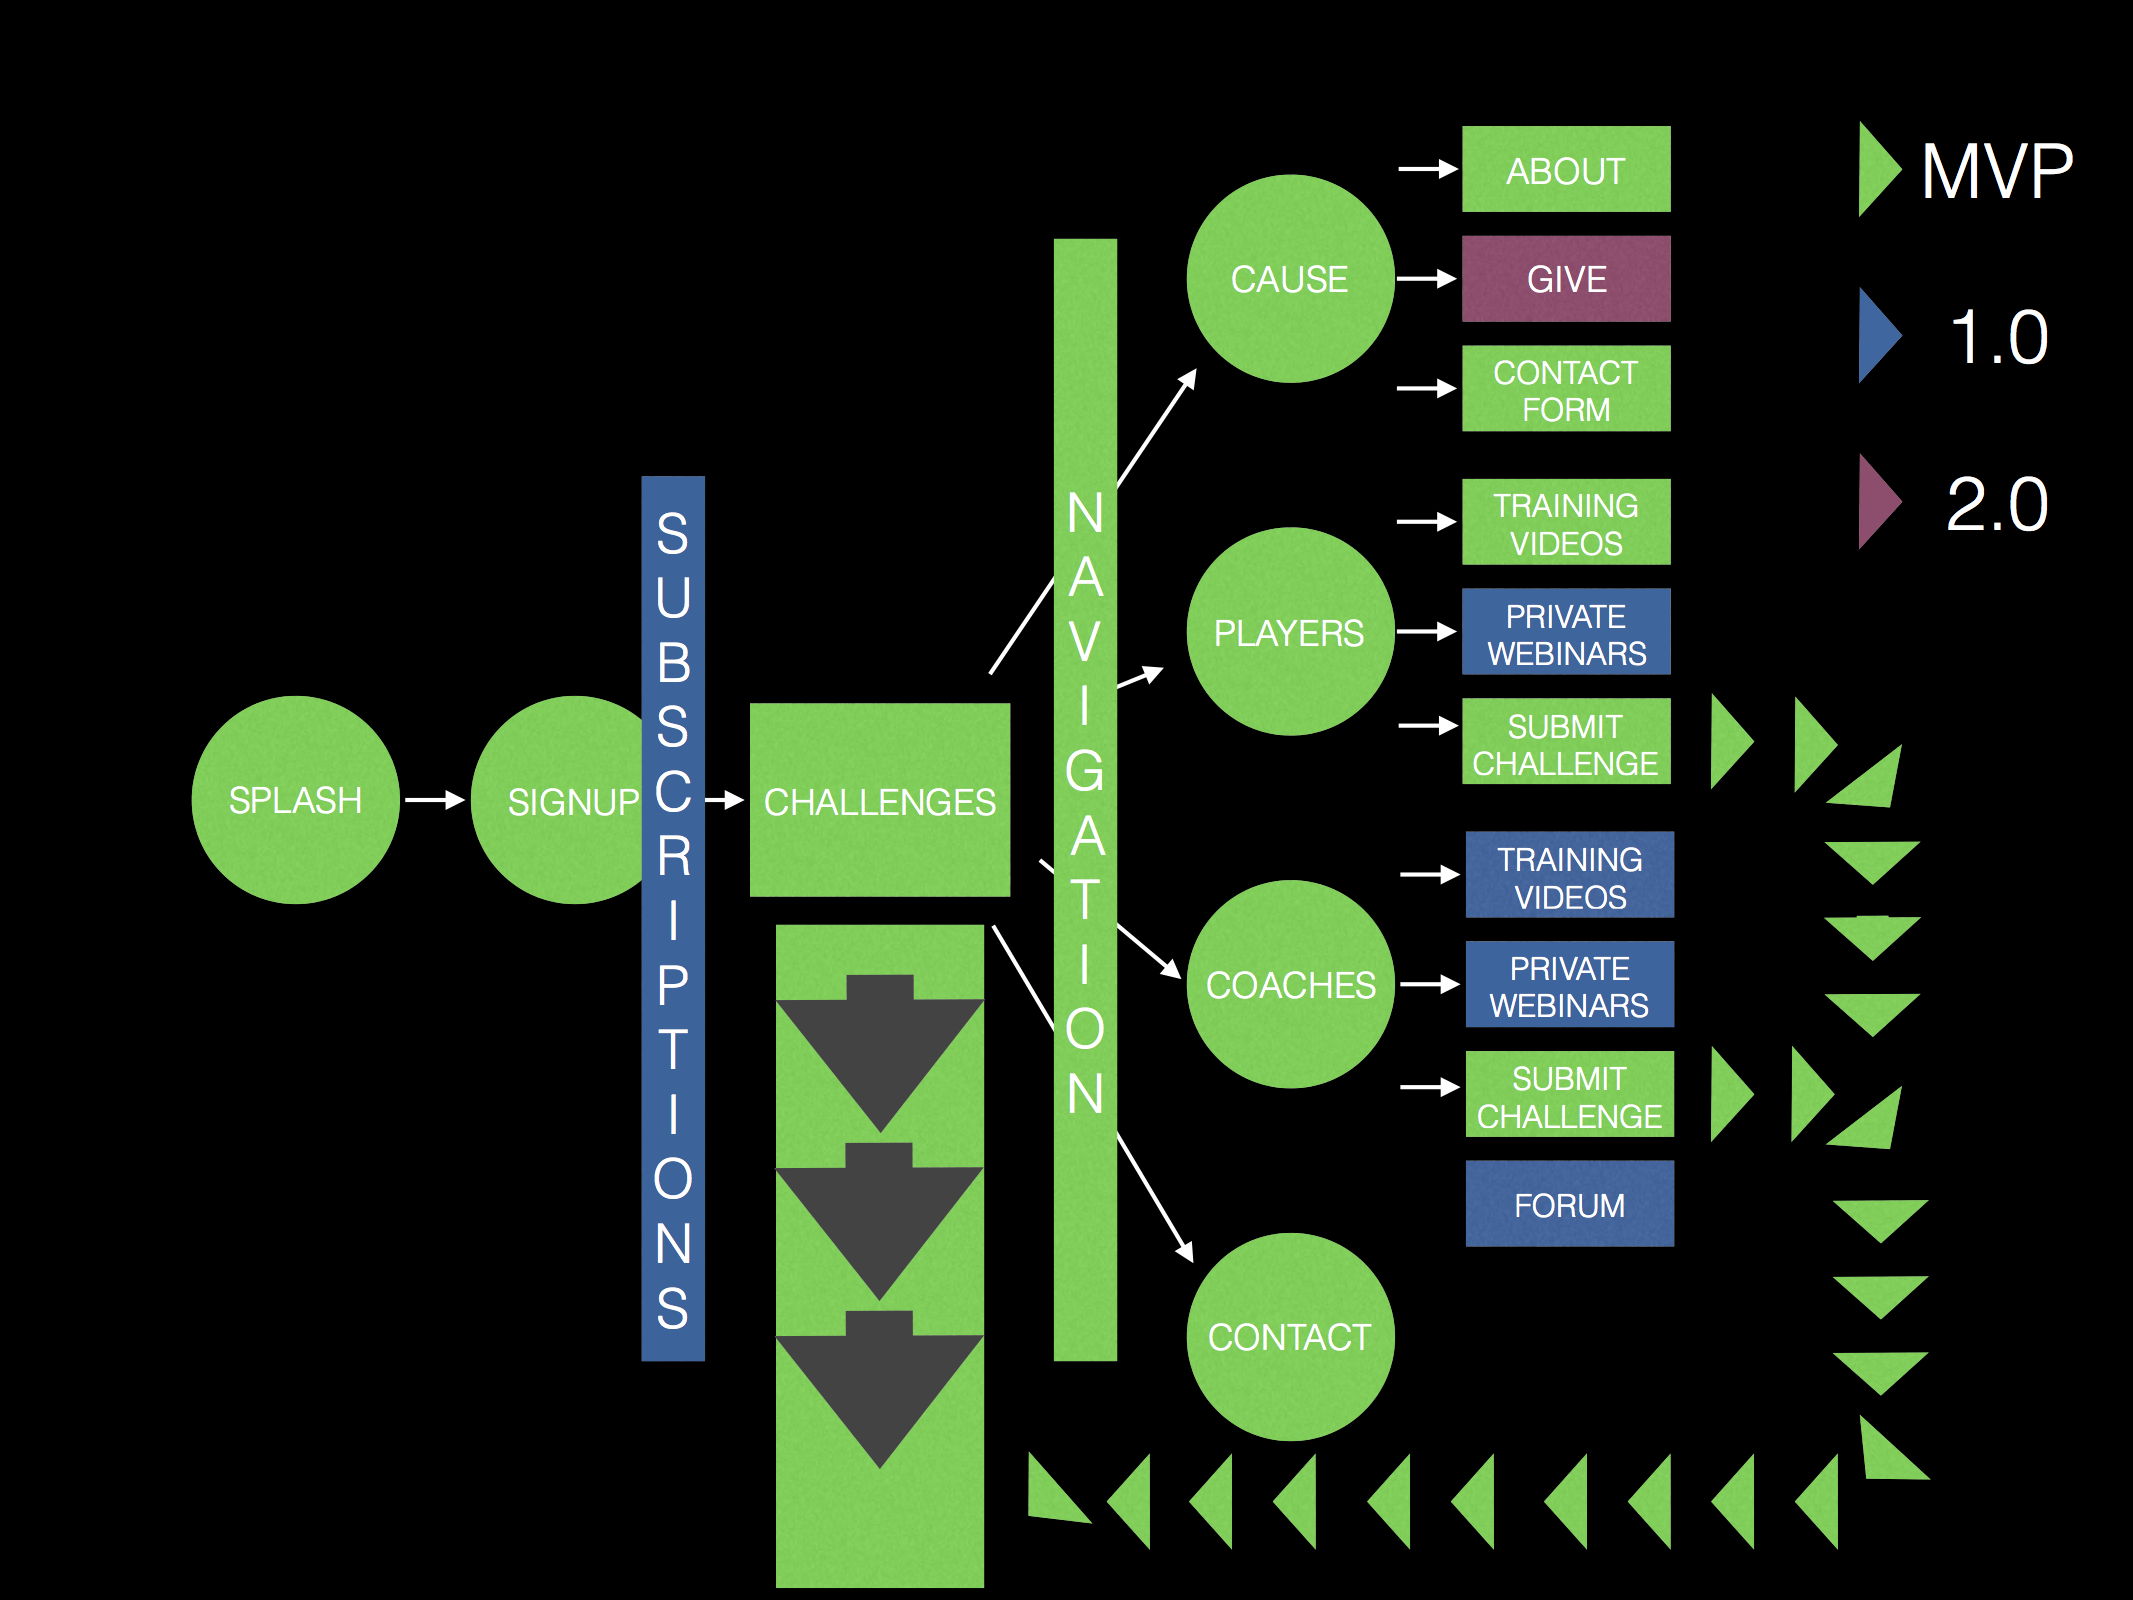 SPLASH
SIGNUP
SUBSCRIPTIONS
CHALLENGES
NAVIGATION
CAUSE
ABOUT
GIVE
CONTACT
FORM
PLAYERS
TRAINING
VIDEOS
PRIVATE
WEBINARS
SUBMIT
CHALLENGE
COACHES
TRAINING
VIDEOS
PRIVATE
WEBINARS
SUBMIT
CHALLENGE
FORUM
CONTACT
MVP
1.0
2.0